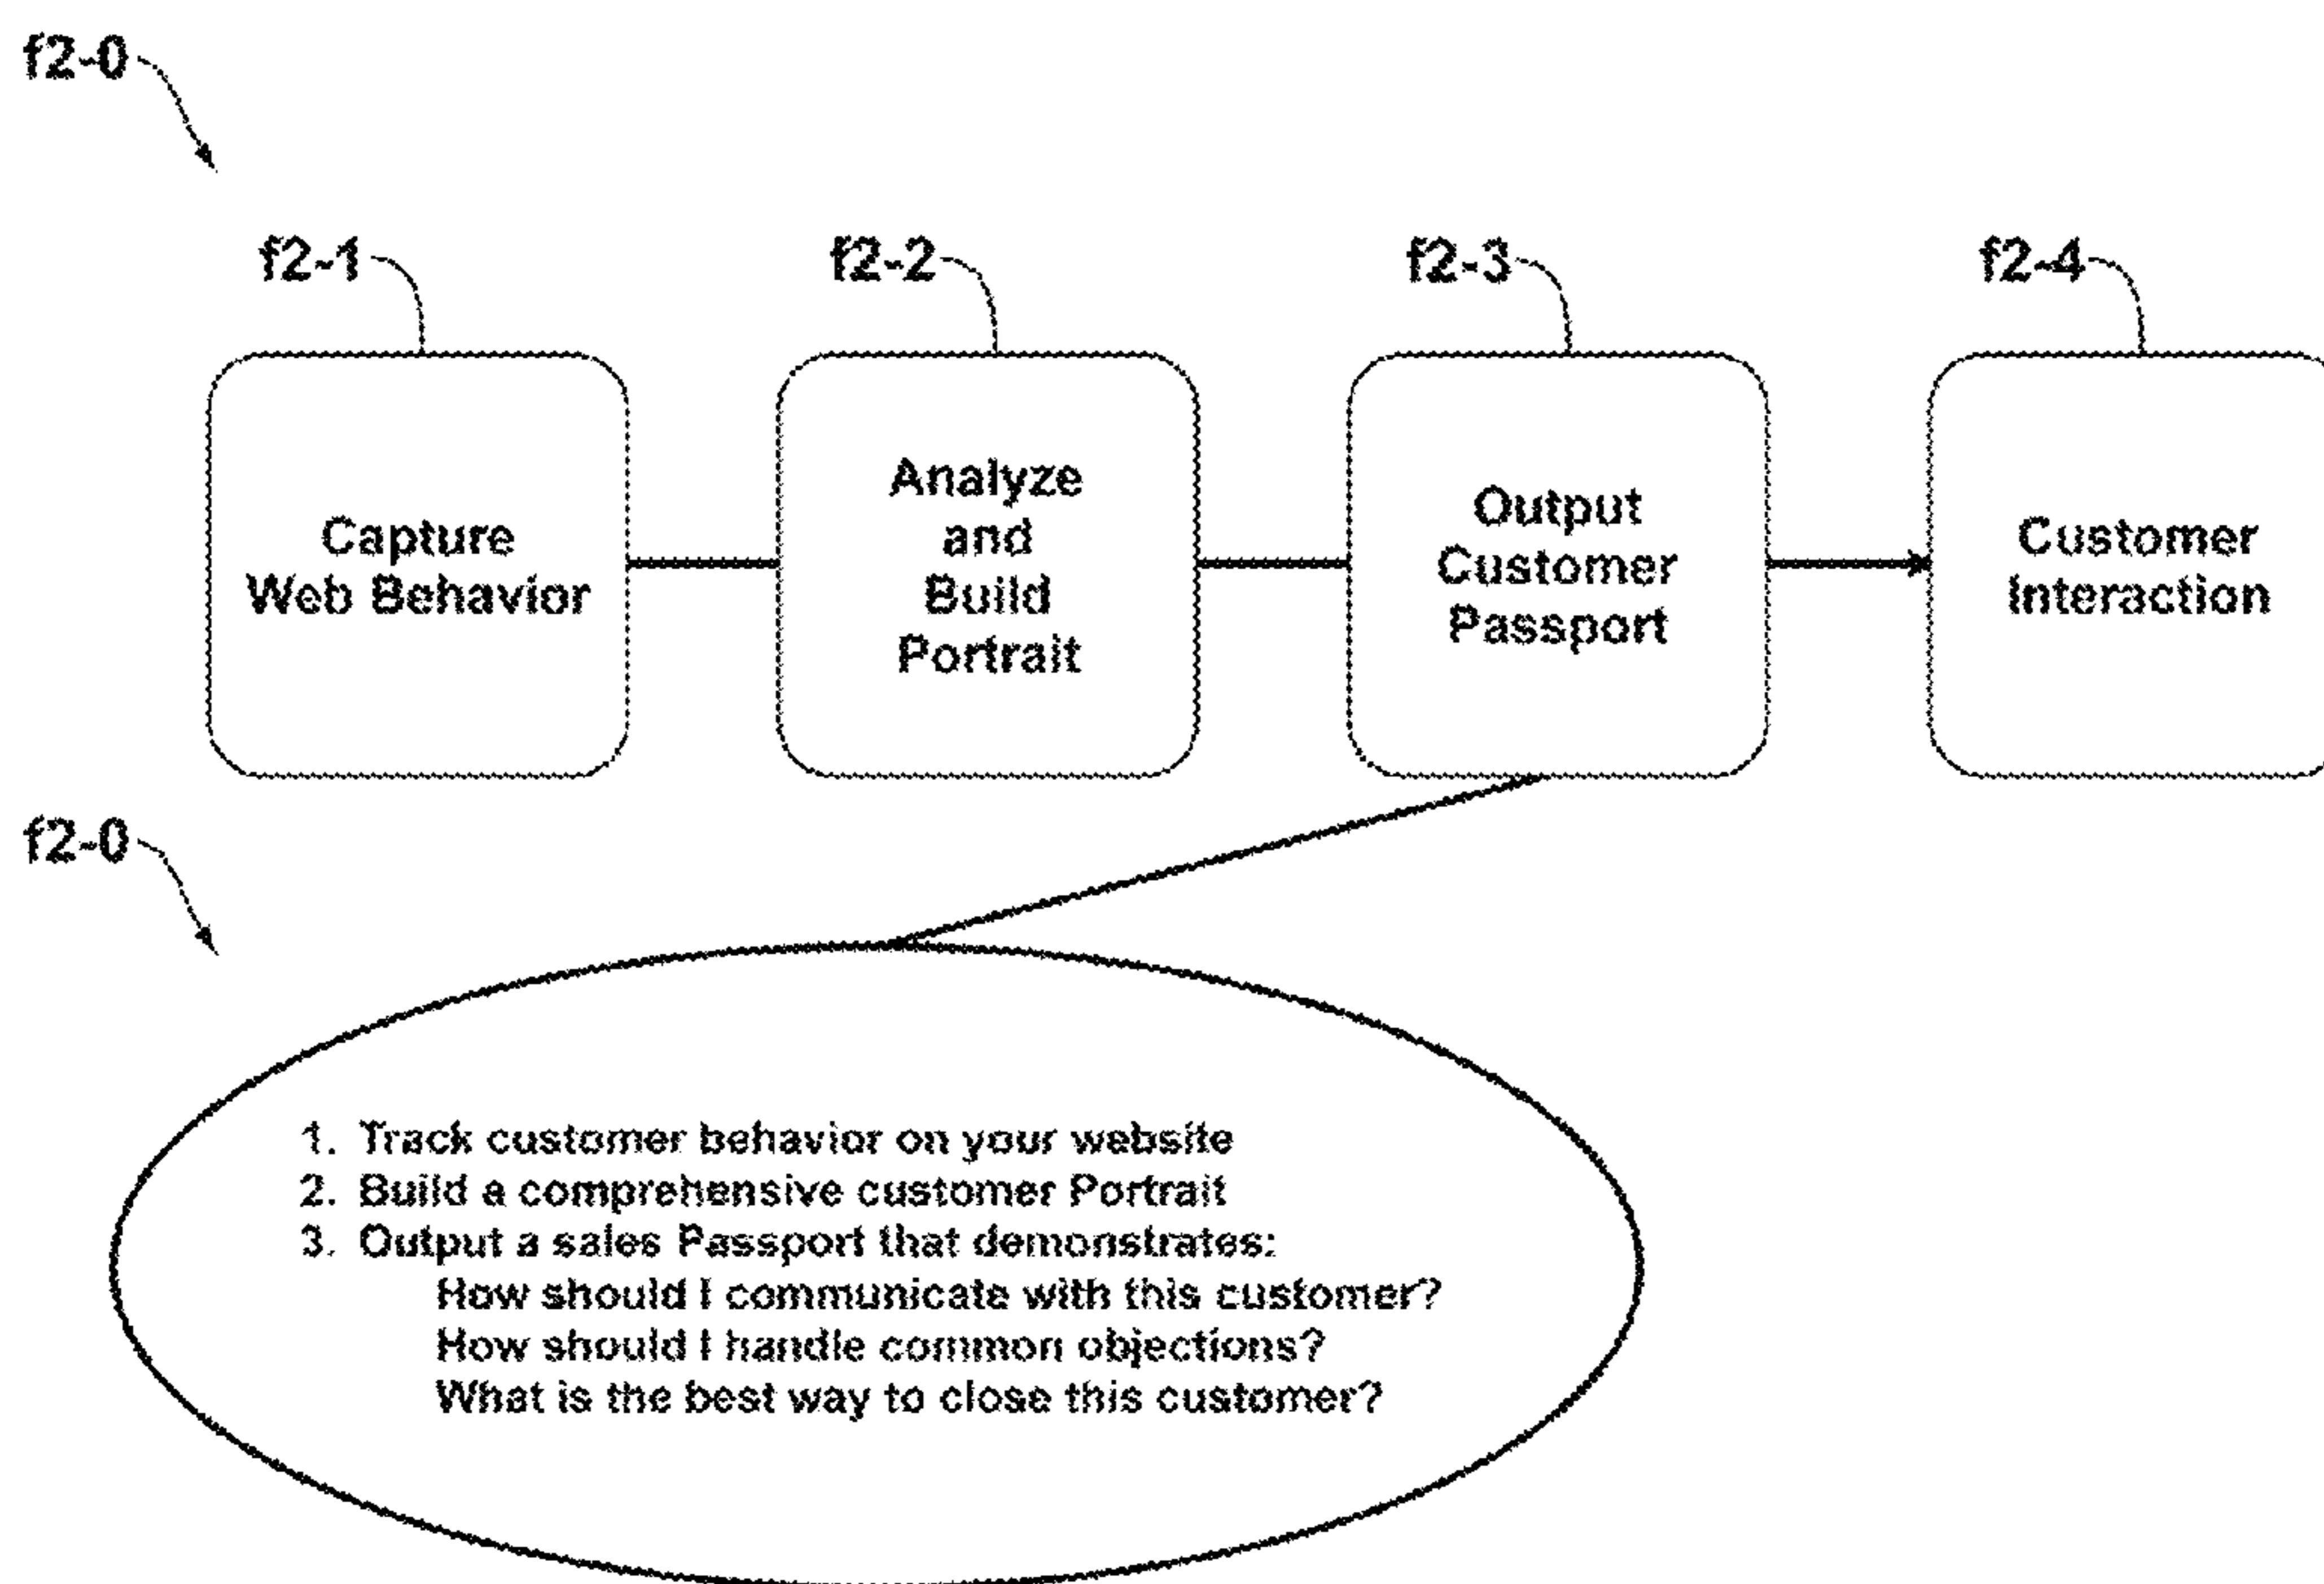 f2-0
f2-1
f2-2
f2-3
f2-4
Capture
Web Behavior
Analyze
and
Build
Portrait
Output
Customer
Passport
Customer
Interaction
f2-0
1. Track customer behavior on your website
2. Build a comprehensive customer Portrait
3. Output a sales Passport that demonstrates:
How should I communicate with this customer?
How should I handle common objections?
What is the best way to close this customer?